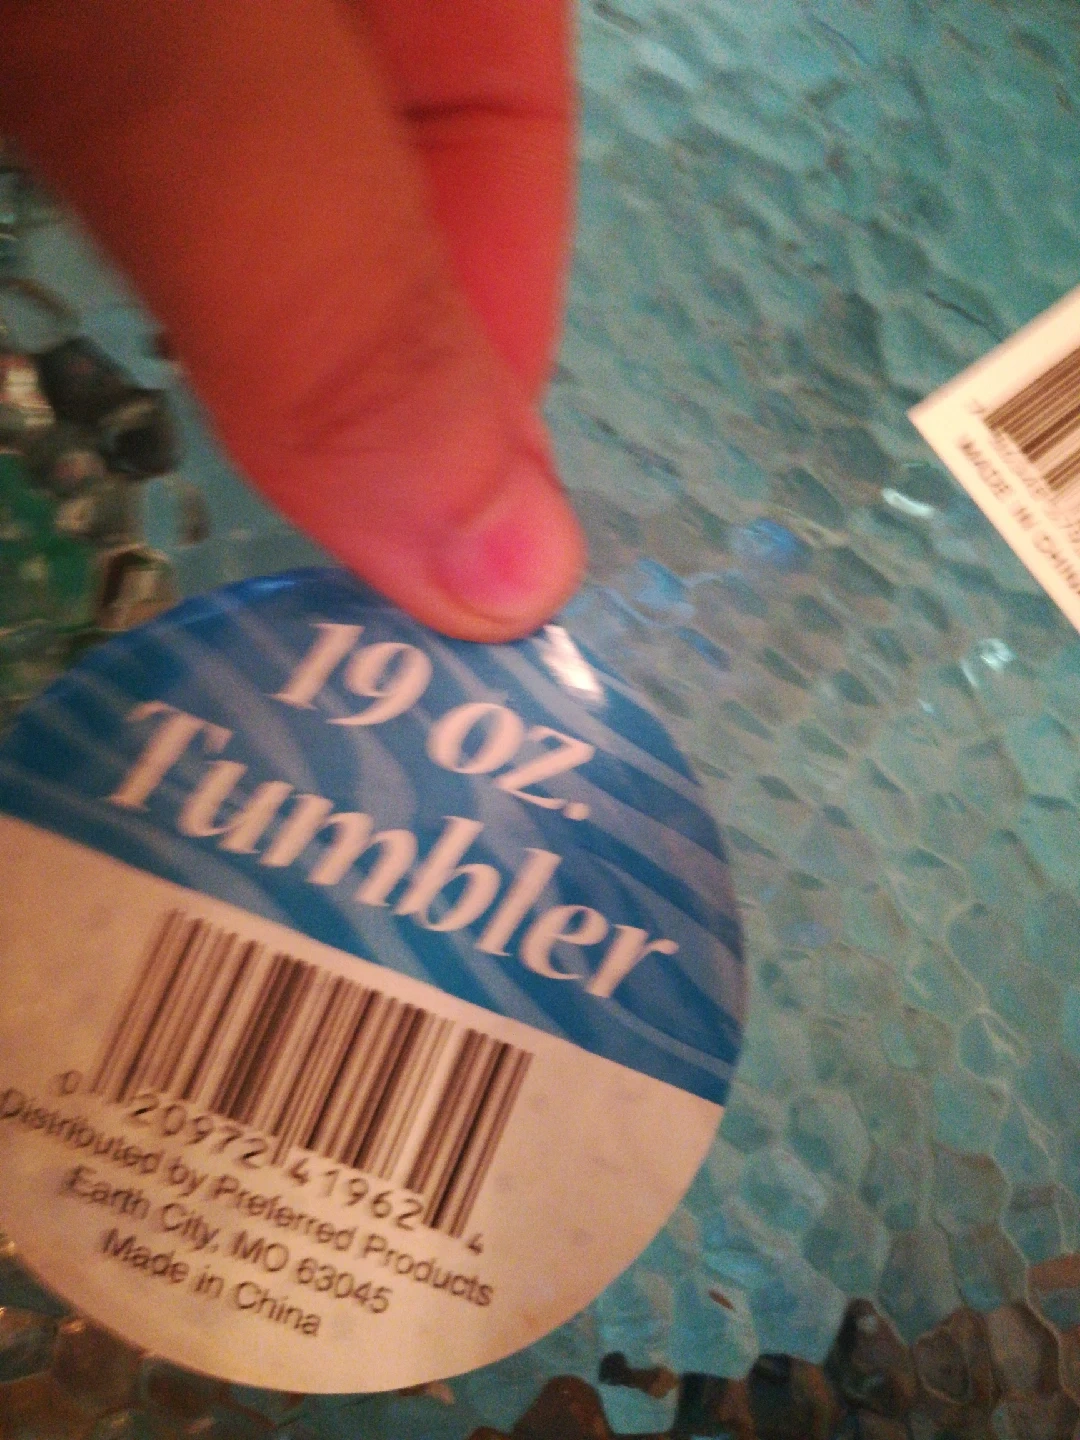 19 oz.
Tumbler
0 20972 41962 4
Distributed by Preferred Products
Earth City, MO 63045
Made in China
MADE IN CHINA